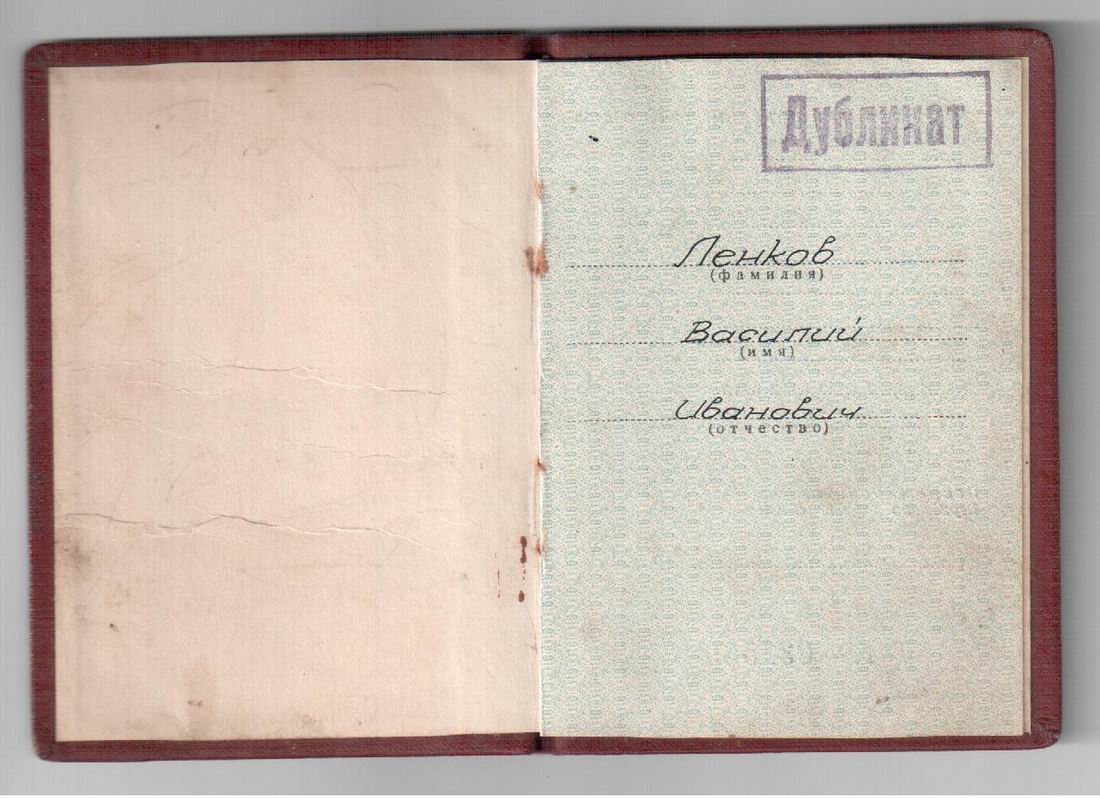 Дубликат
Ленков
(фамилия)
Василий
(имя)
Иванович
(отчество)